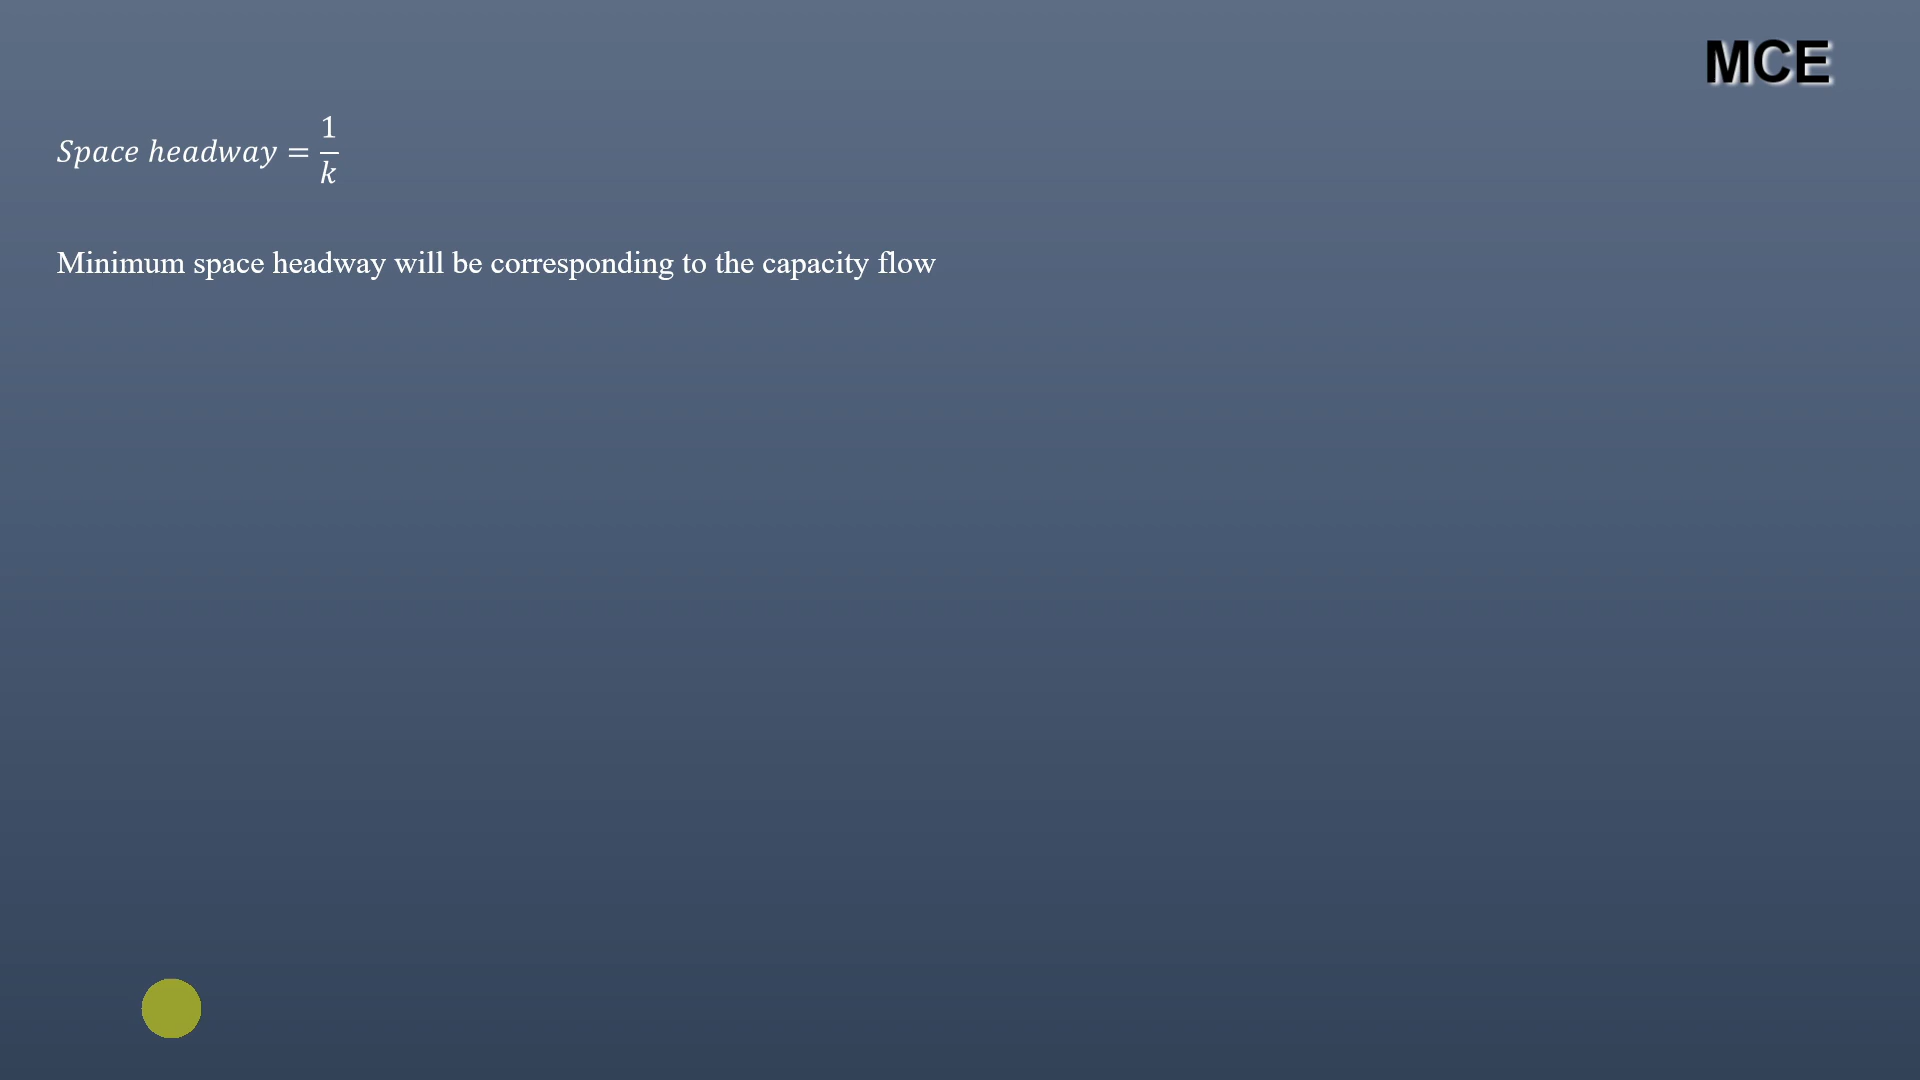 MCE
Space headway = 1/k
Minimum space headway will be corresponding to the capacity flow